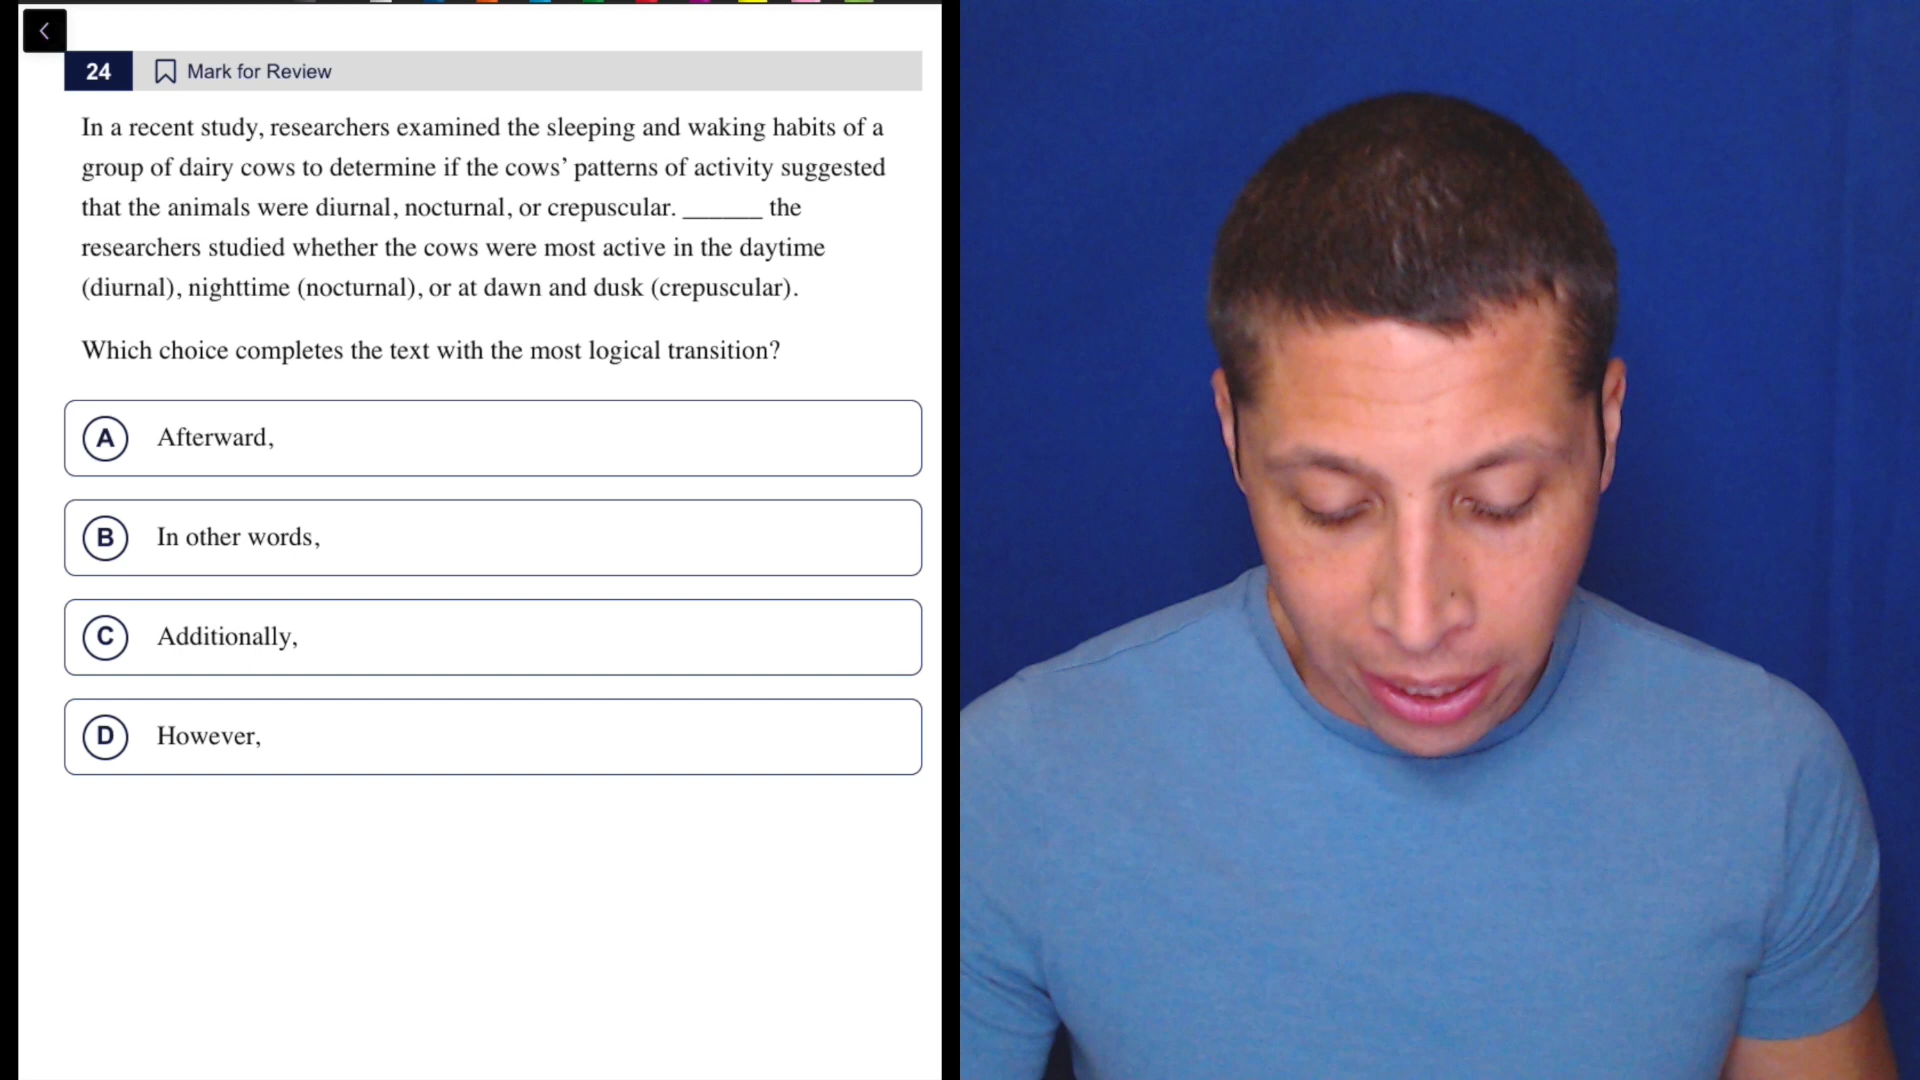 24 Mark for Review
In a recent study, researchers examined the sleeping and waking habits of a
group of dairy cows to determine if the cows’ patterns of activity suggested
that the animals were diurnal, nocturnal, or crepuscular. ______ the
researchers studied whether the cows were most active in the daytime
(diurnal), nighttime (nocturnal), or at dawn and dusk (crepuscular).
Which choice completes the text with the most logical transition?
A Afterward,
B In other words,
C Additionally,
D However,